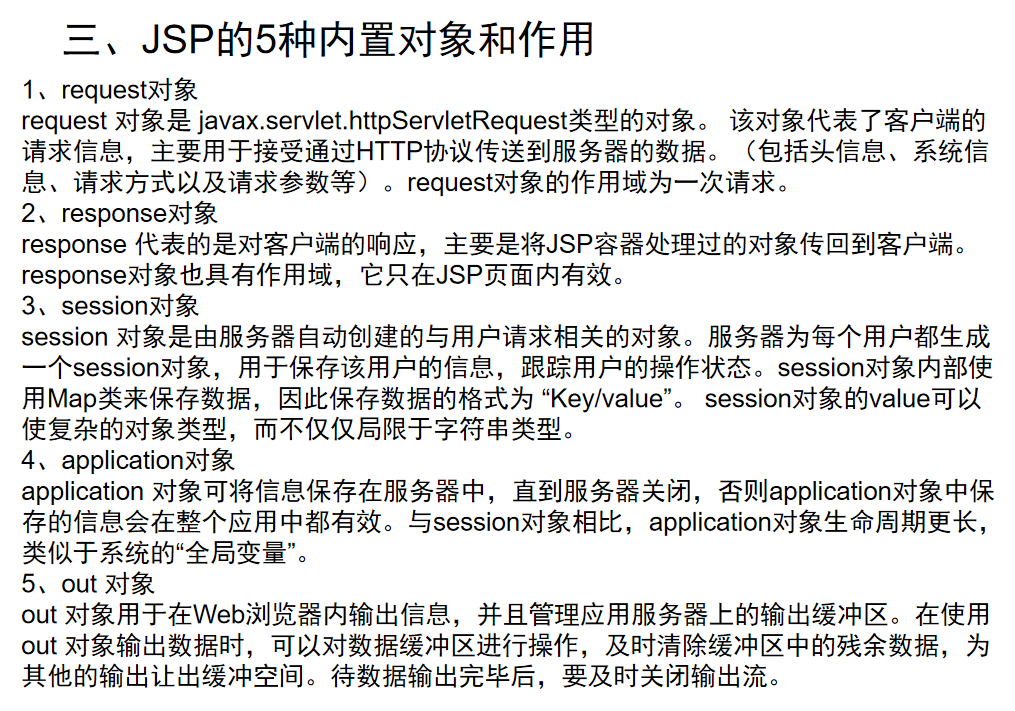 三、JSP的5种内置对象和作用
1、request对象
request 对象是 javax.servlet.httpServletRequest类型的对象。 该对象代表了客户端的
请求信息，主要用于接受通过HTTP协议传送到服务器的数据。（包括头信息、系统信
息、请求方式以及请求参数等）。request对象的作用域为一次请求。
2、response对象
response 代表的是对客户端的响应，主要是将JSP容器处理过的对象传回到客户端。
response对象也具有作用域，它只在JSP页面内有效。
3、session对象
session 对象是由服务器自动创建的与用户请求相关的对象。服务器为每个用户都生成
一个session对象，用于保存该用户的信息，跟踪用户的操作状态。session对象内部使
用Map类来保存数据，因此保存数据的格式为 “Key/value”。 session对象的value可以
使复杂的对象类型，而不仅仅局限于字符串类型。
4、application对象
application 对象可将信息保存在服务器中，直到服务器关闭，否则application对象中保
存的信息会在整个应用中都有效。与session对象相比，application对象生命周期更长，
类似于系统的“全局变量”。
5、out 对象
out 对象用于在Web浏览器内输出信息，并且管理应用服务器上的输出缓冲区。在使用
out 对象输出数据时，可以对数据缓冲区进行操作，及时清除缓冲区中的残余数据，为
其他的输出让出缓冲空间。待数据输出完毕后，要及时关闭输出流。